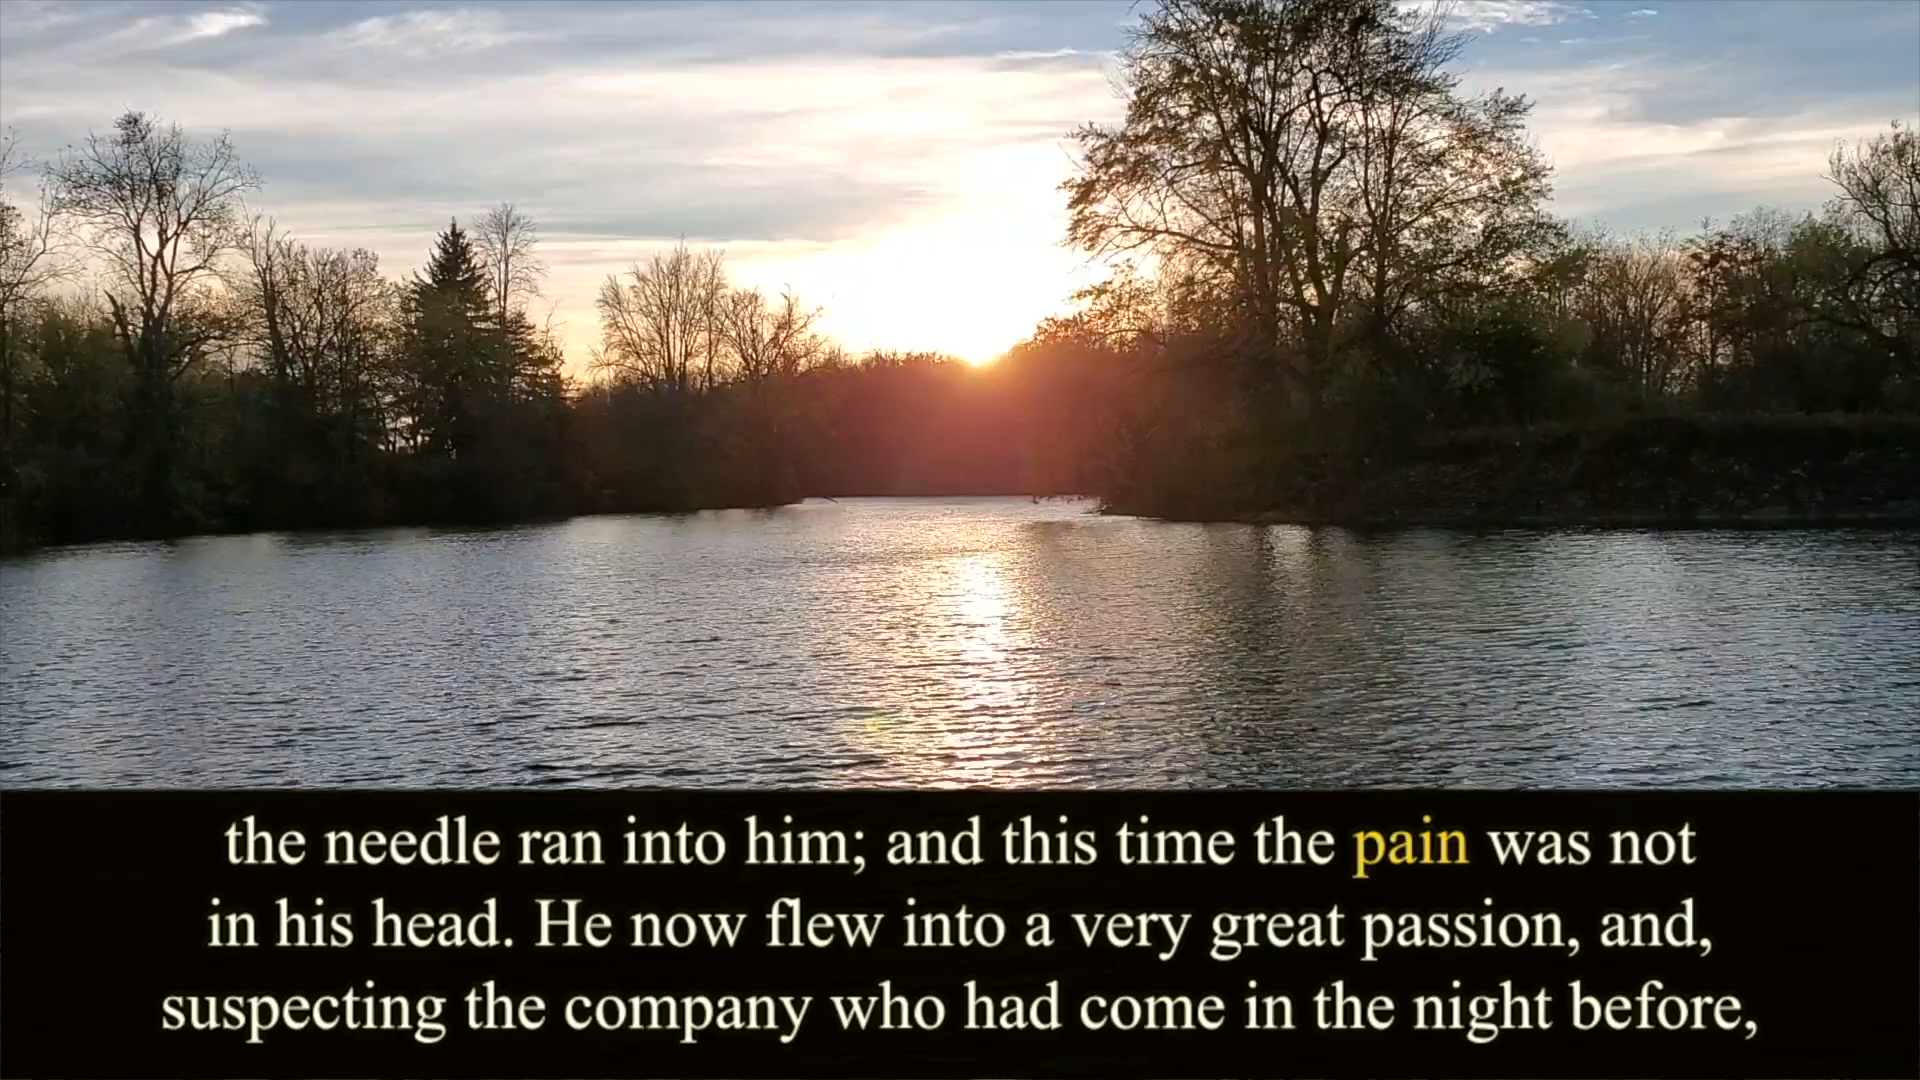 the needle ran into him; and this time the pain was not
in his head. He now flew into a very great passion, and,
suspecting the company who had come in the night before,